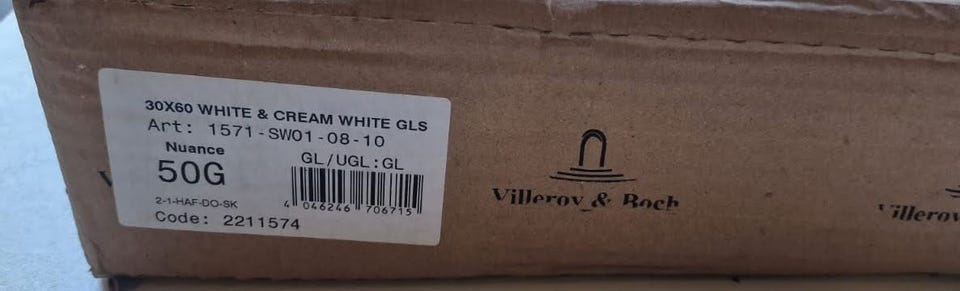 30X60 WHITE & CREAM WHITE GLS
Art: 1571-SW01-08-10
Nuance
50G
GL/UGL:GL
4 046246 706715
2-1-HAF-DO-SK
Code: 2211574
Villeroy & Boch
Villeroy